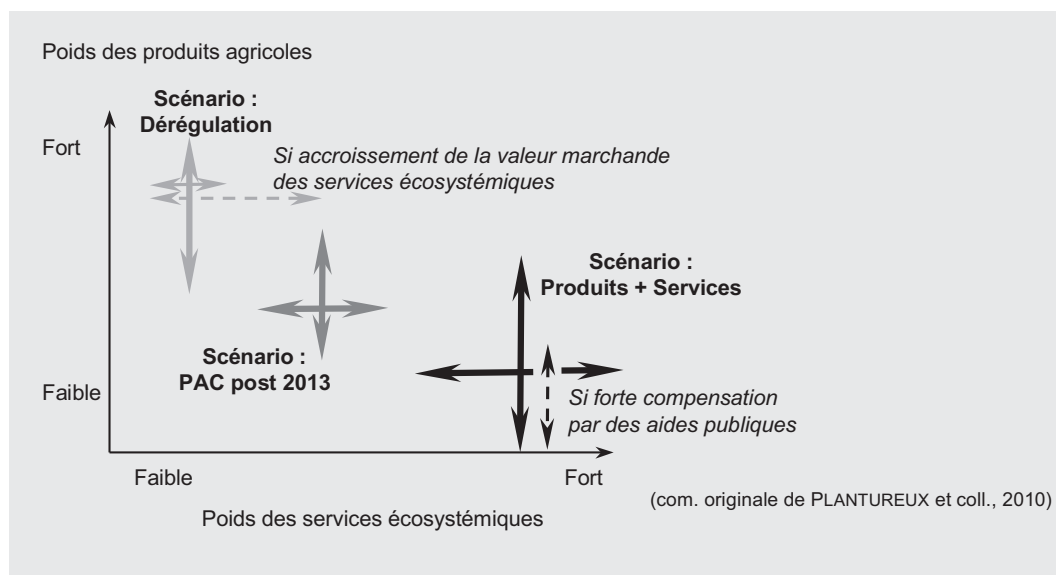 Poids des produits agricoles
Scénario :
Dérégulation
Fort
Si accroissement de la valeur marchande
des services écosystémiques
Scénario :
Produits + Services
Scénario :
PAC post 2013
Faible
Si forte compensation
par des aides publiques
Faible
Fort
(com. originale de PLANTUREUX et coll., 2010)
Poids des services écosystémiques